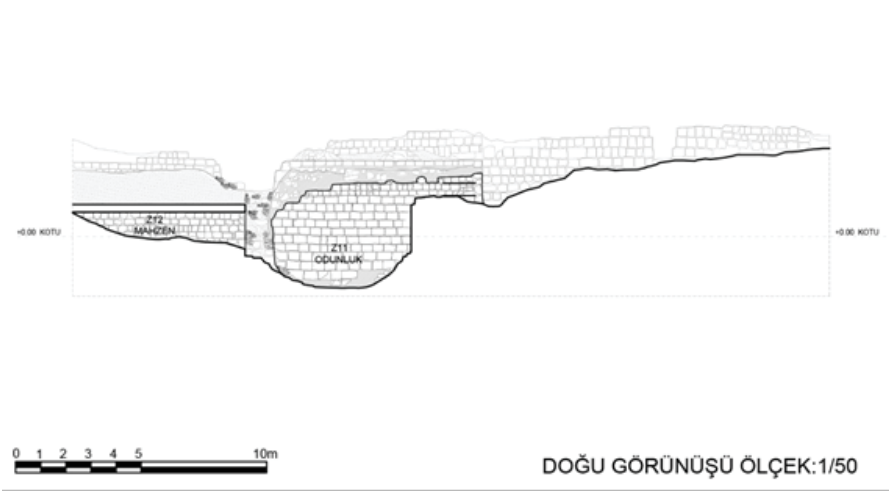 Z12
MAHZEN
+0.00 KOTU
Z11
ODUNLUK
+0.00 KOTU
0 1 2 3 4 5 10m
DOĞU GÖRÜNÜŞÜ ÖLÇEK:1/50